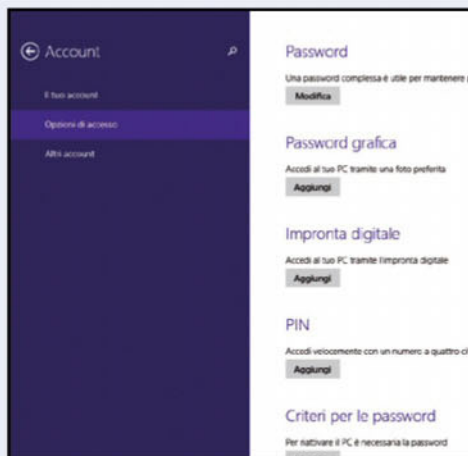 Account
Il tuo account
Opzioni di accesso
Altri account
Password
Una password complessa è utile per mantenere
Modifica
Password grafica
Accedi al tuo PC tramite una foto preferita
Aggiungi
Impronta digitale
Accedi al tuo PC tramite l'impronta digitale
Aggiungi
PIN
Accedi velocemente con un numero a quattro
Aggiungi
Criteri per le password
Per riattivare il PC è necessaria la password